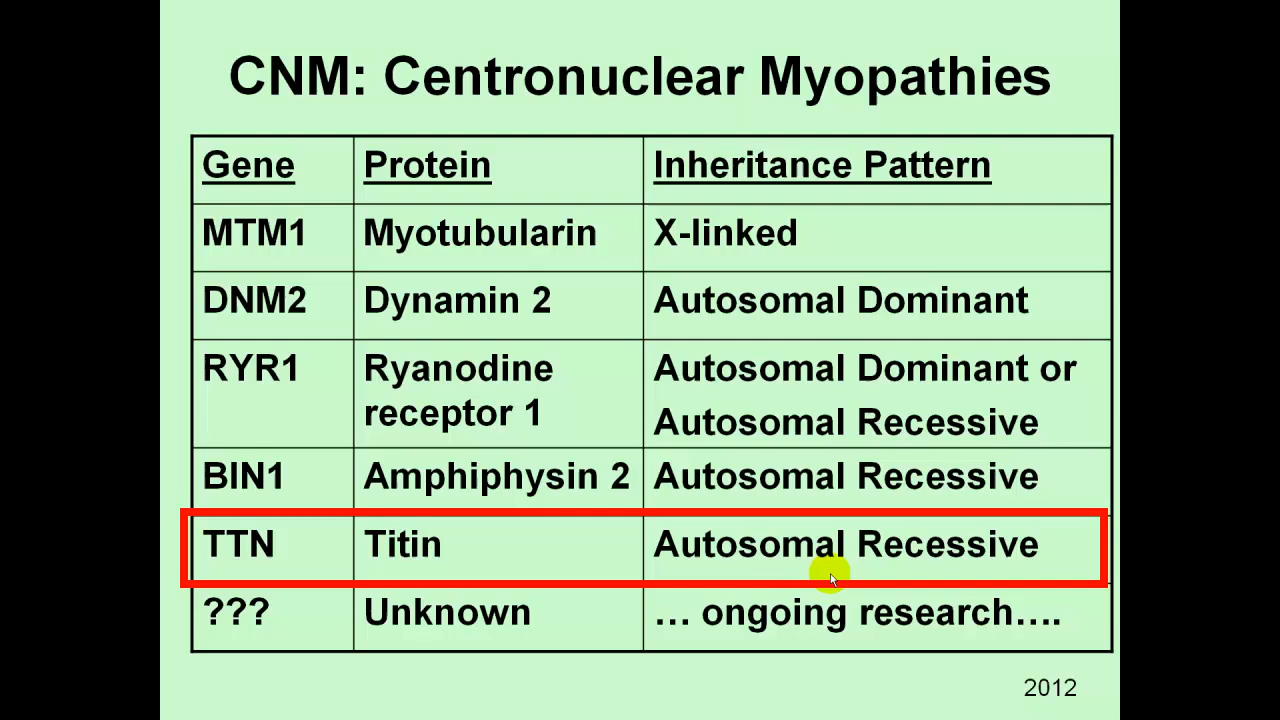 CNM: Centronuclear Myopathies
Gene Protein Inheritance Pattern
MTM1 Myotubularin X-linked
DNM2 Dynamin 2 Autosomal Dominant
RYR1 Ryanodine Autosomal Dominant or
receptor 1 Autosomal Recessive
BIN1 Amphiphysin 2 Autosomal Recessive
TTN Titin Autosomal Recessive
??? Unknown … ongoing research….
2012